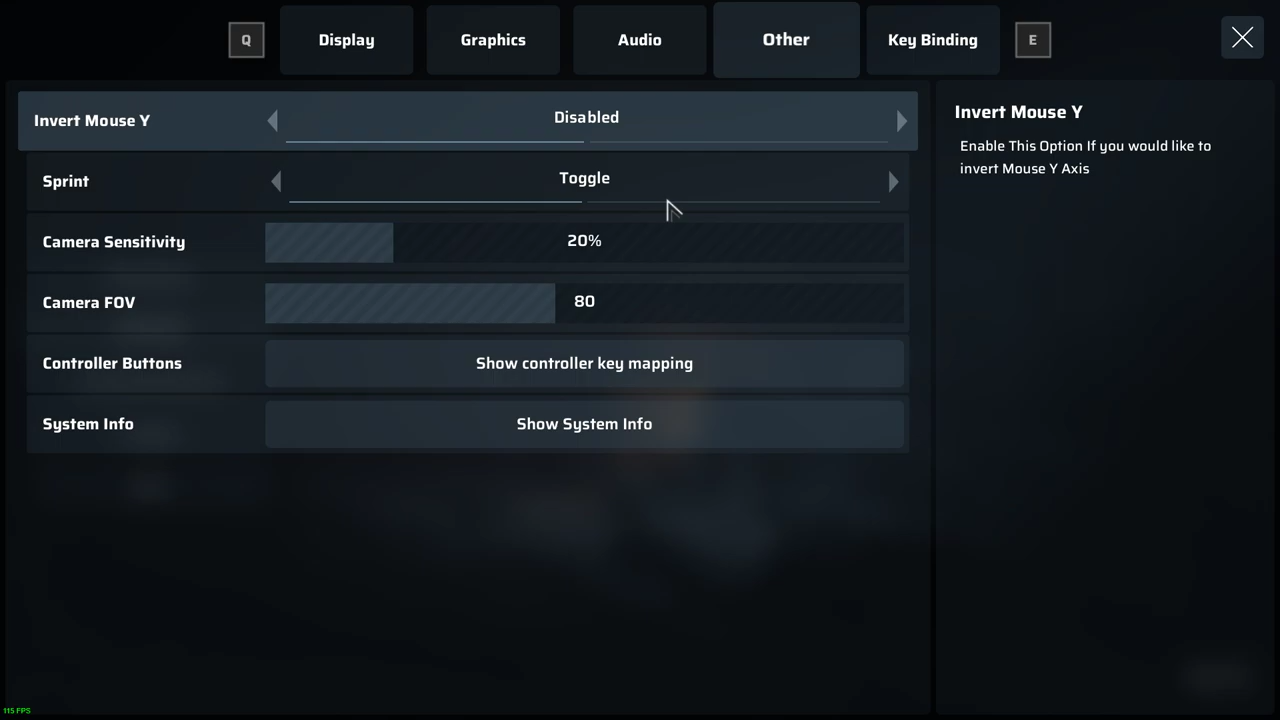 Q
Display
Graphics
Audio
Other
Key Binding
E
Invert Mouse Y
Disabled
Sprint
Toggle
Camera Sensitivity
20%
Camera FOV
80
Controller Buttons
Show controller key mapping
System Info
Show System Info
Invert Mouse Y
Enable This Option If you would like to
invert Mouse Y Axis
115 FPS